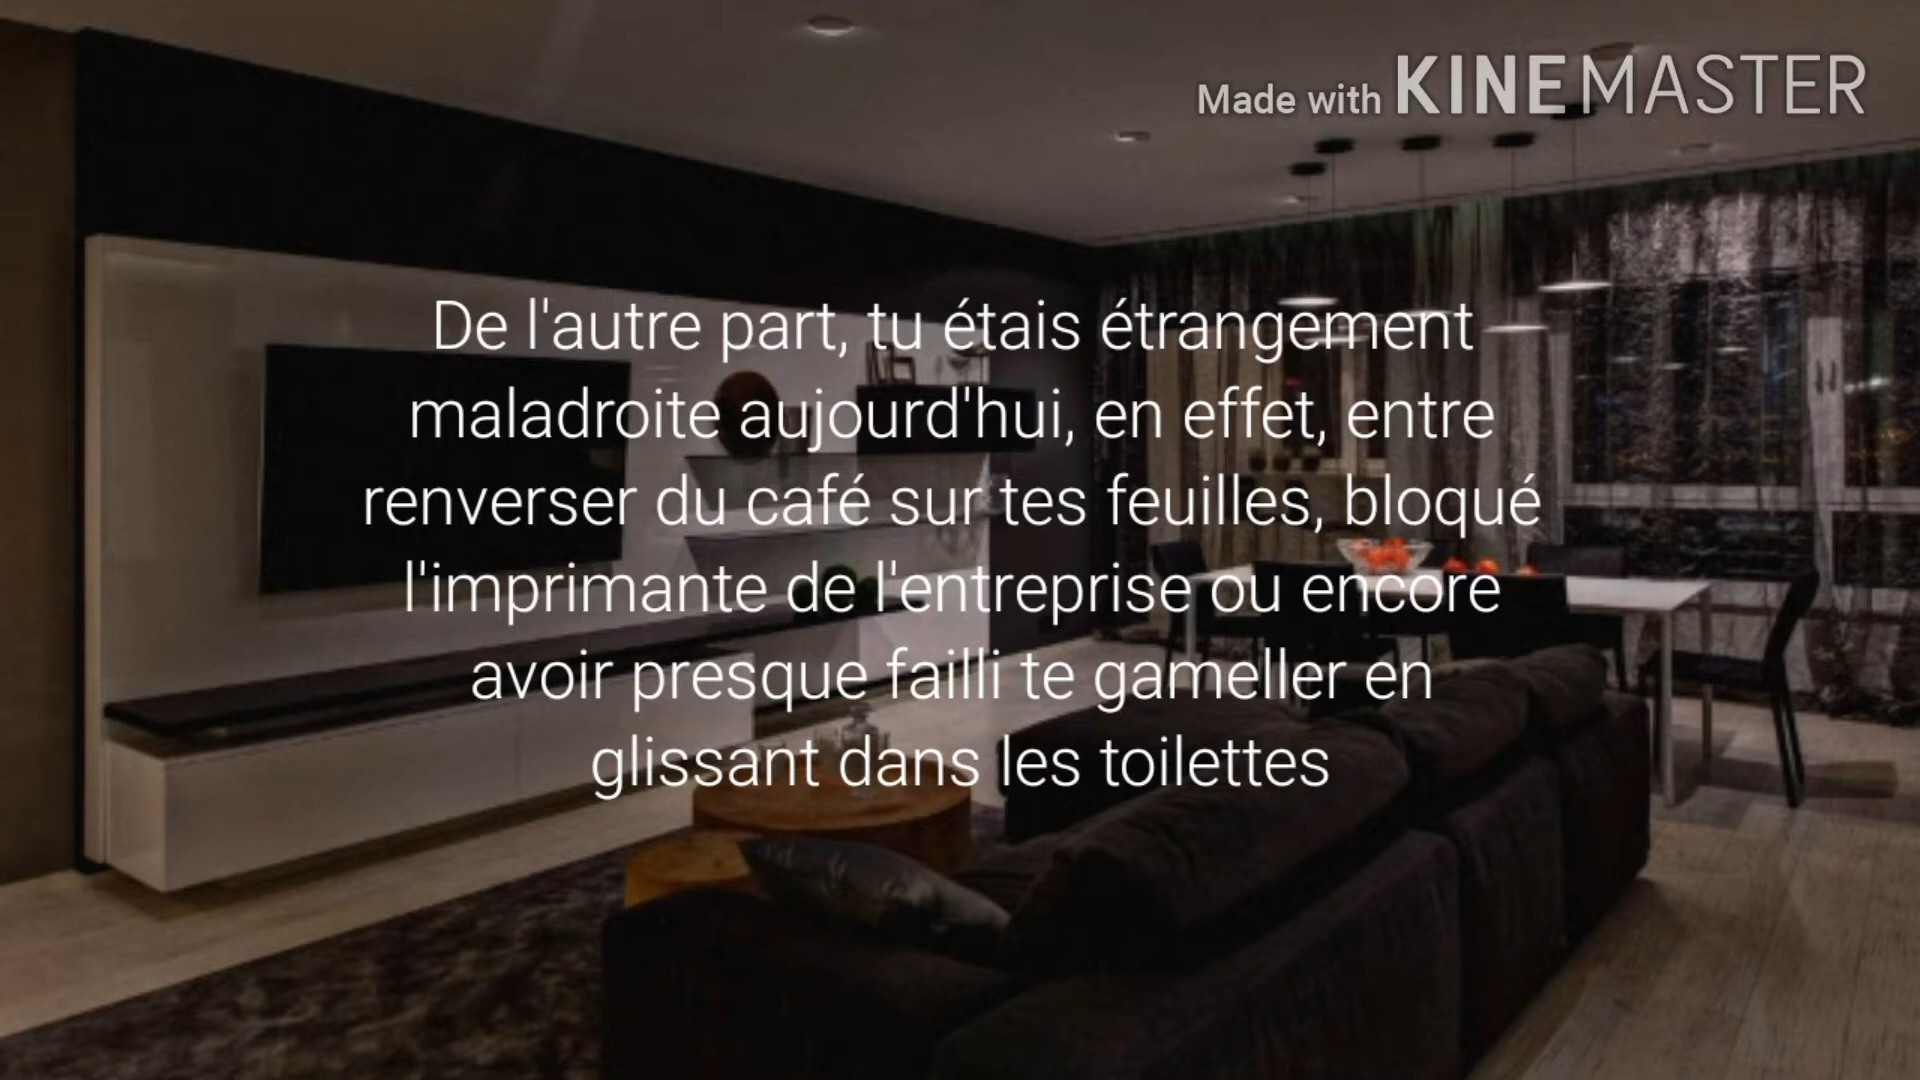 Made with KINEMASTER
De l'autre part, tu étais étrangement
maladroite aujourd'hui, en effet, entre
renverser du café sur tes feuilles, bloqué
l'imprimante de l'entreprise ou encore
avoir presque failli te gameller en
glissant dans les toilettes